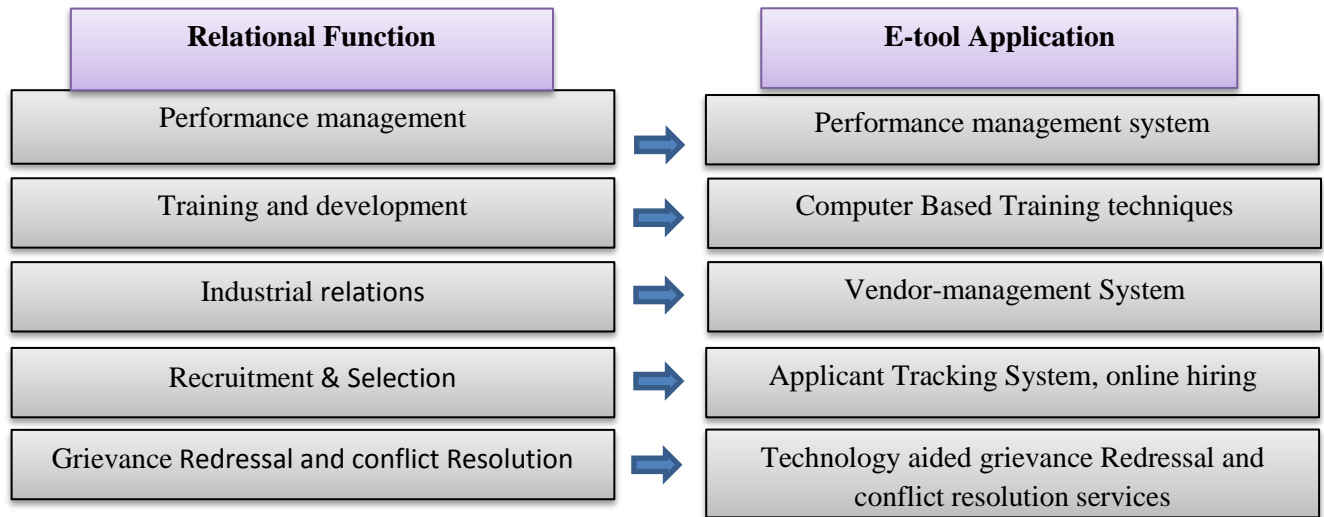 Relational Function
E-tool Application
Performance management
Performance management system
Training and development
Computer Based Training techniques
Industrial relations
Vendor-management System
Recruitment & Selection
Applicant Tracking System, online hiring
Grievance Redressal and conflict Resolution
Technology aided grievance Redressal and
conflict resolution services